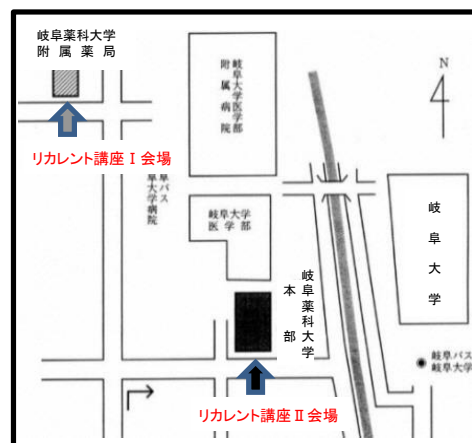 岐阜薬科大学
附属薬局
リカレント講座Ⅰ会場
岐阜バス
岐阜大学病院
岐阜大学医学部
附属病院
N
岐阜大学
医学部
岐阜大学
岐阜薬科大学
本部
岐阜バス
岐阜大学
リカレント講座Ⅱ会場